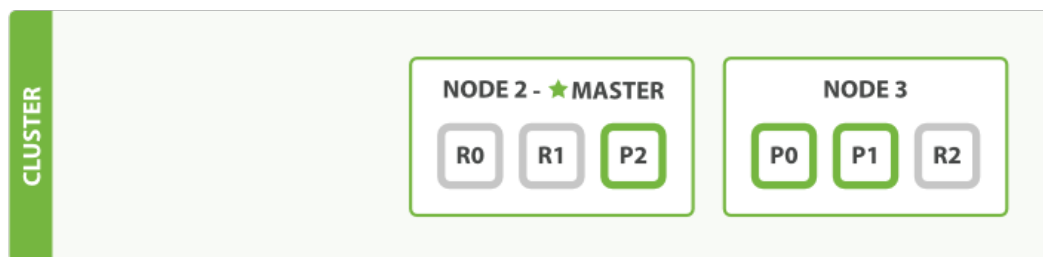 CLUSTER
NODE 2 - ★ MASTER
R0 R1 P2
NODE 3
P0 P1 R2